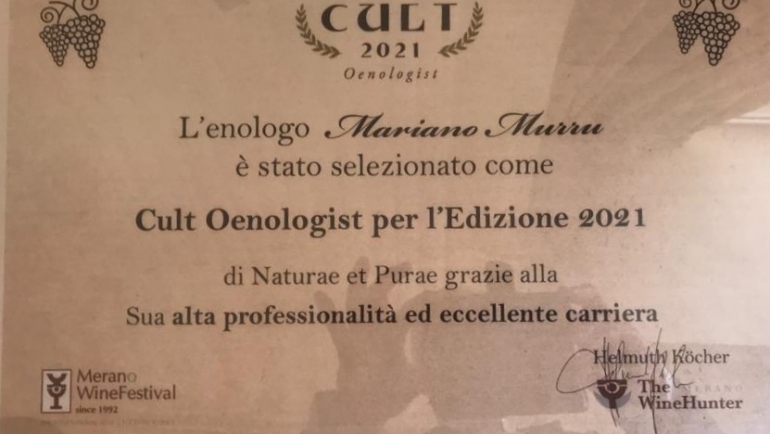 CULT
2021
Oenologist
L'enologo Mariano Murru
è stato selezionato come
Cult Oenologist per l'Edizione 2021
di Naturae et Purae grazie alla
Sua alta professionalità ed eccellente carriera
Merano
WineFestival
since 1992
Helmuth Köcher
The
WineHunter